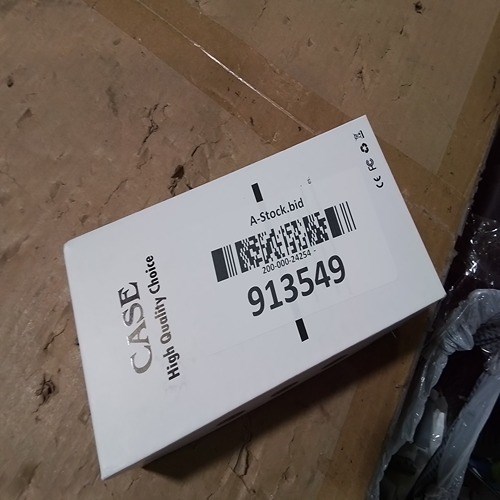 A-Stock.bid
200-000-24254
913549
CASE
High Quality Choice